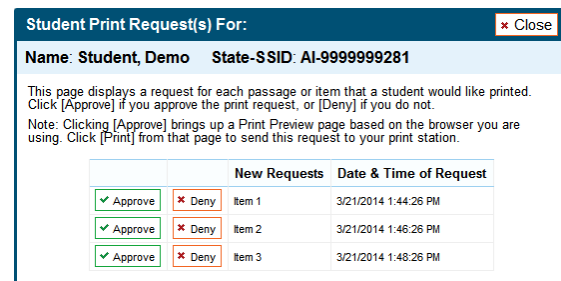 Student Print Request(s) For:
× Close
Name: Student, Demo State-SSID: AI-9999999281
This page displays a request for each passage or item that a student would like printed.
Click [Approve] if you approve the print request, or [Deny] if you do not.
Note: Clicking [Approve] brings up a Print Preview page based on the browser you are
using. Click [Print] from that page to send this request to your print station.
New Requests Date & Time of Request
✓ Approve × Deny Item 1 3/21/2014 1:44:26 PM
✓ Approve × Deny Item 2 3/21/2014 1:46:26 PM
✓ Approve × Deny Item 3 3/21/2014 1:48:26 PM